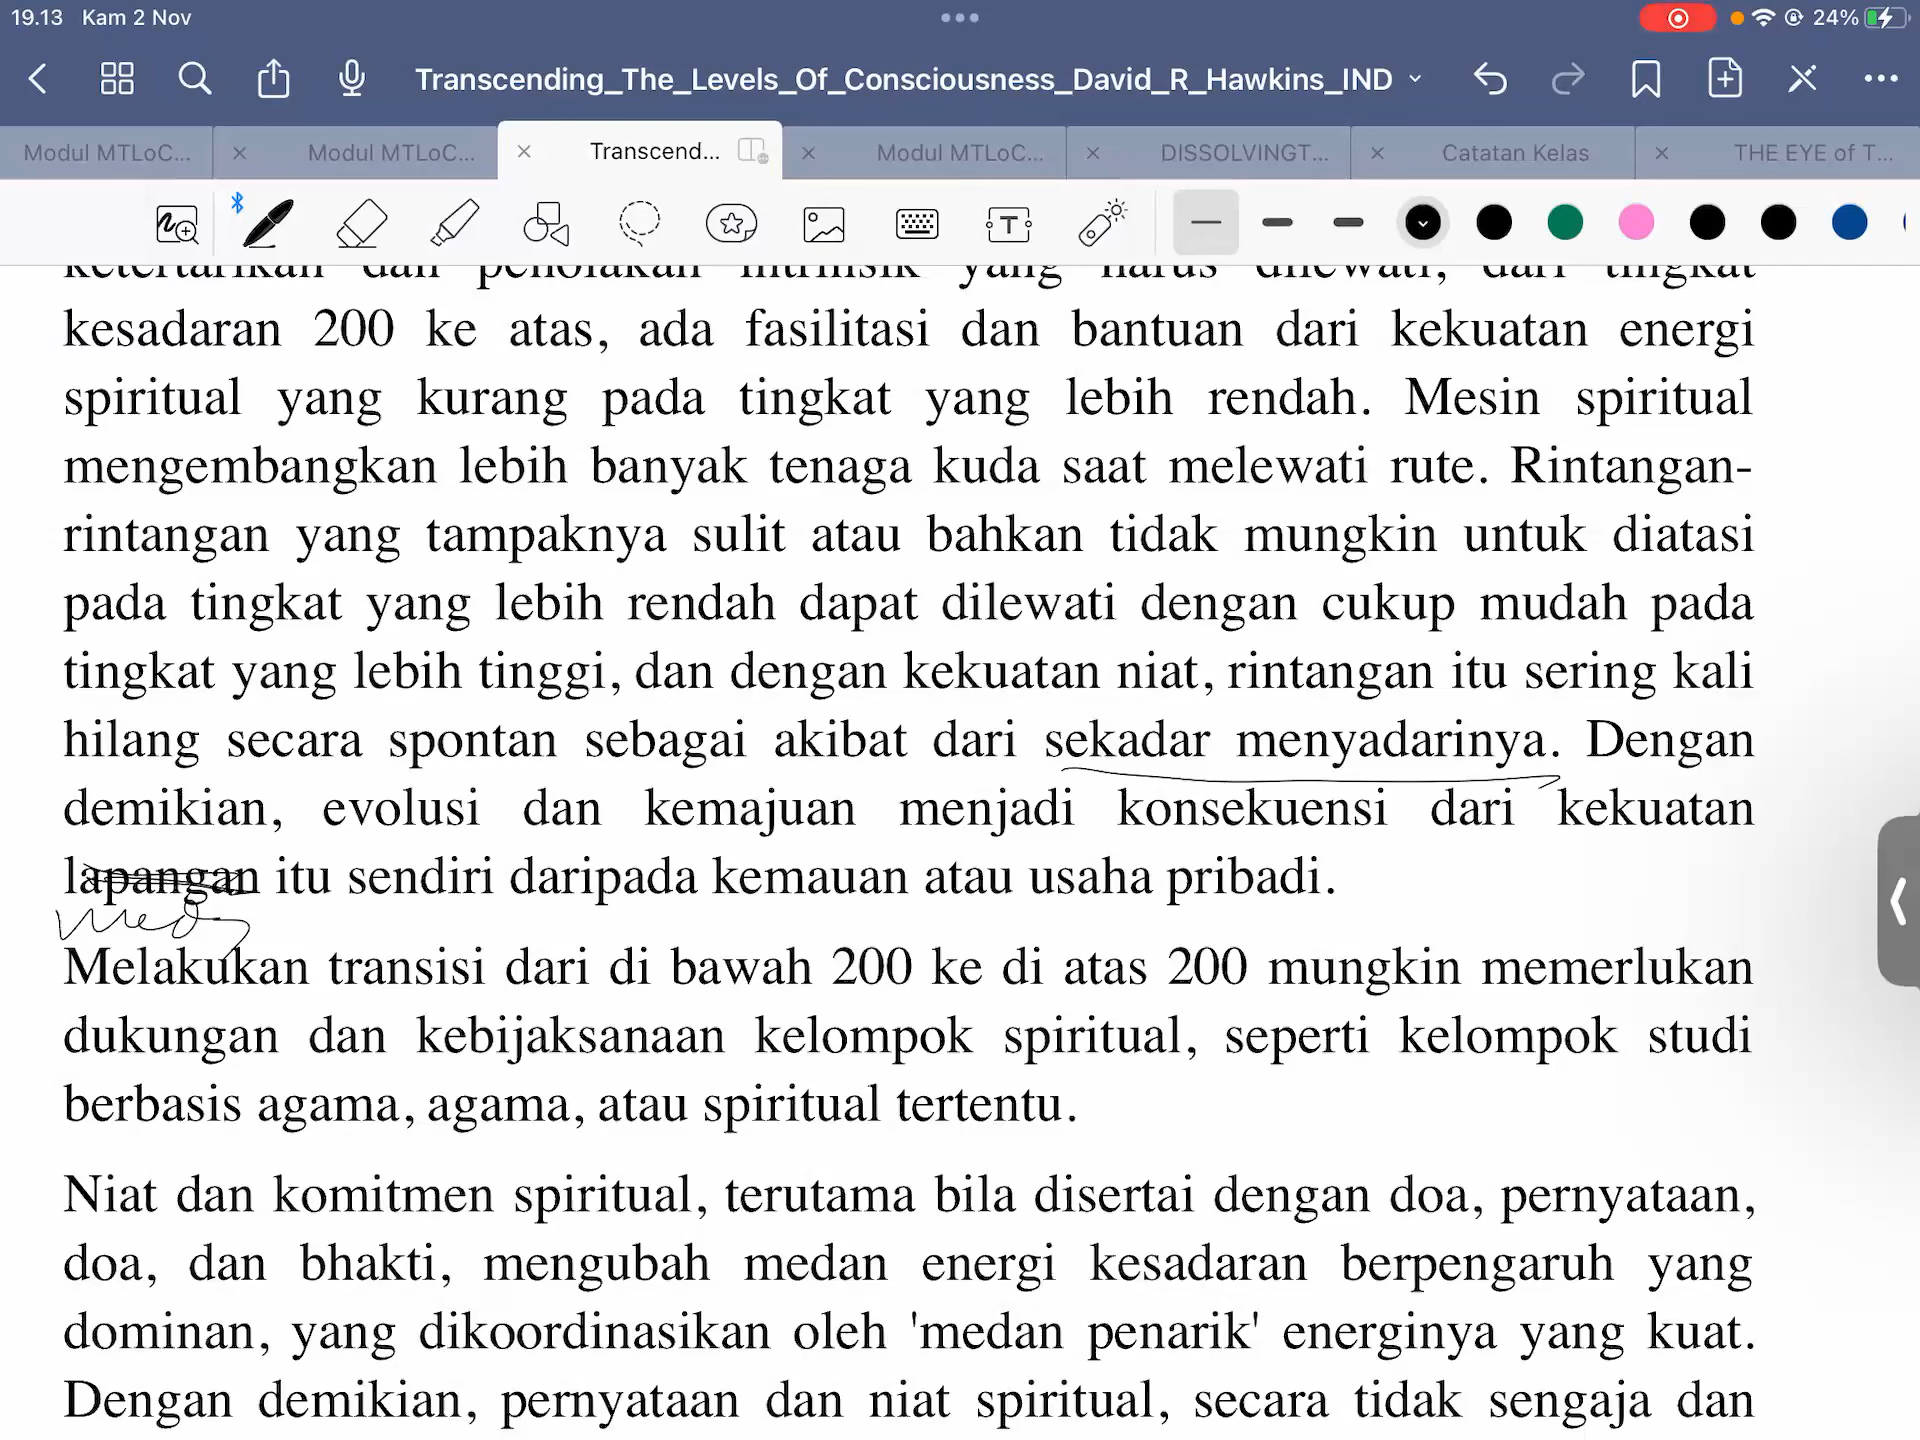 19.13 Kam 2 Nov
24%
Transcending_The_Levels_Of_Consciousness_David_R_Hawkins_IND
Modul MTLoC...
Modul MTLoC...
Transcend...
Modul MTLoC...
DISSOLVINGT...
Catatan Kelas
THE EYE of T...
ketertarikan dan penolakan intrinsik yang harus dilewati, dari tingkat
kesadaran 200 ke atas, ada fasilitasi dan bantuan dari kekuatan energi
spiritual yang kurang pada tingkat yang lebih rendah. Mesin spiritual
mengembangkan lebih banyak tenaga kuda saat melewati rute. Rintangan-
rintangan yang tampaknya sulit atau bahkan tidak mungkin untuk diatasi
pada tingkat yang lebih rendah dapat dilewati dengan cukup mudah pada
tingkat yang lebih tinggi, dan dengan kekuatan niat, rintangan itu sering kali
hilang secara spontan sebagai akibat dari sekadar menyadarinya. Dengan
demikian, evolusi dan kemajuan menjadi konsekuensi dari kekuatan
lapangan itu sendiri daripada kemauan atau usaha pribadi.
Melakukan transisi dari di bawah 200 ke di atas 200 mungkin memerlukan
dukungan dan kebijaksanaan kelompok spiritual, seperti kelompok studi
berbasis agama, agama, atau spiritual tertentu.
Niat dan komitmen spiritual, terutama bila disertai dengan doa, pernyataan,
doa, dan bhakti, mengubah medan energi kesadaran berpengaruh yang
dominan, yang dikoordinasikan oleh 'medan penarik' energinya yang kuat.
Dengan demikian, pernyataan dan niat spiritual, secara tidak sengaja dan